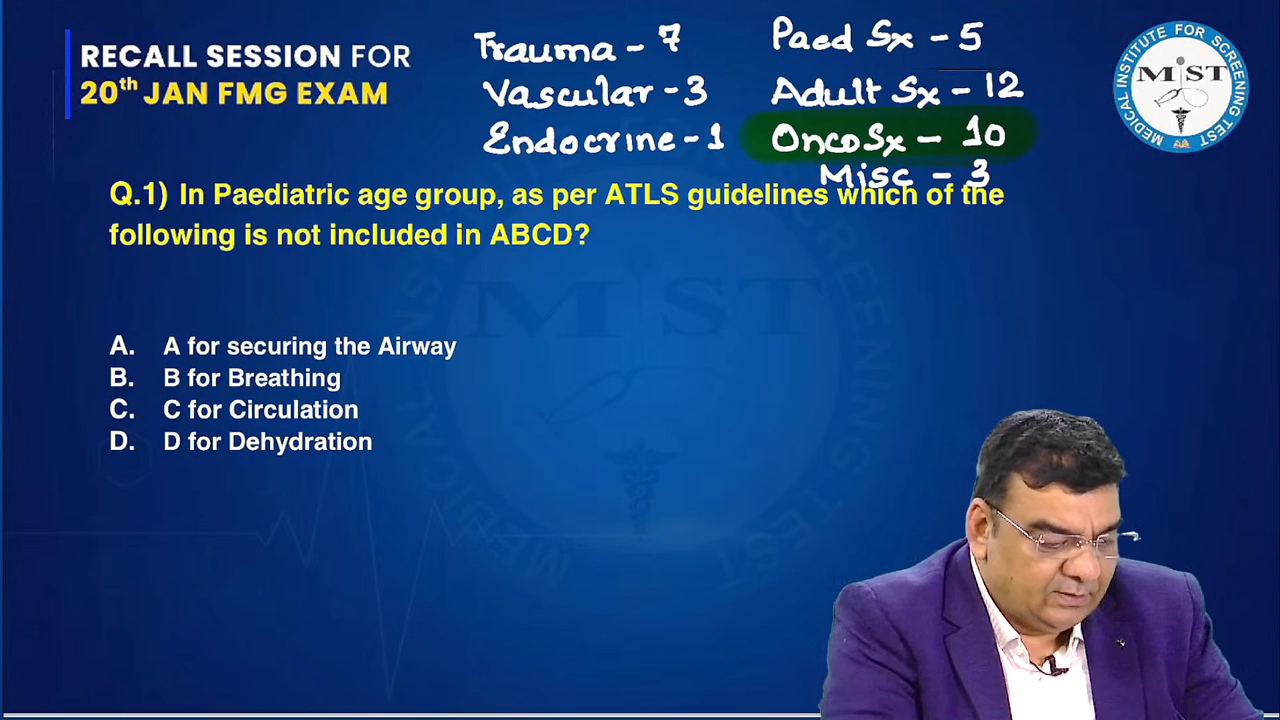 RECALL SESSION FOR
20th JAN FMG EXAM
Trauma - 7
Vascular - 3
Endocrine - 1
Paed Sx - 5
Adult Sx - 12
OncoSx - 10
Misc - 3
MEDICAL INSTITUTE FOR SCREENING TEST
MIST
Q.1) In Paediatric age group, as per ATLS guidelines which of the
following is not included in ABCD?
A. A for securing the Airway
B. B for Breathing
C. C for Circulation
D. D for Dehydration
MIST